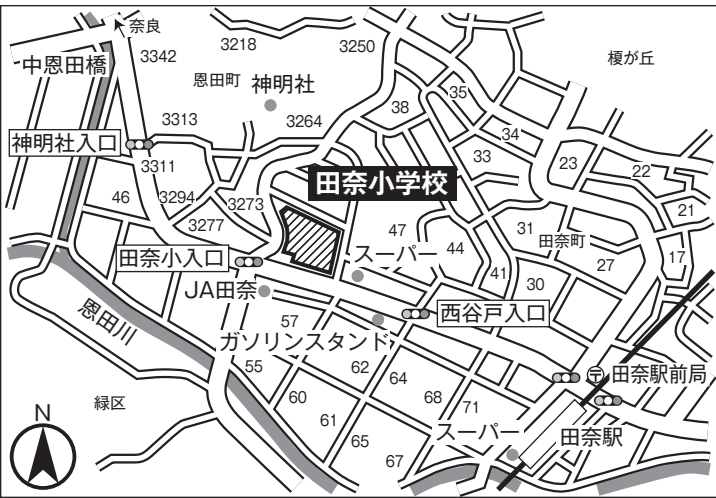 奈良
3342
3218
3250
榎が丘
中恩田橋
恩田町
神明社
35
38
3313
3264
34
神明社入口
33
23
22
3311
田奈小学校
46
3294
3273
21
3277
47
31
田奈町
44
スーパー
田奈小入口
27
17
41
30
JA田奈
恩田川
57
西谷戸入口
ガソリンスタンド
55
62
64
田奈駅前局
緑区
60
68
71
N
61
スーパー
田奈駅
65
67